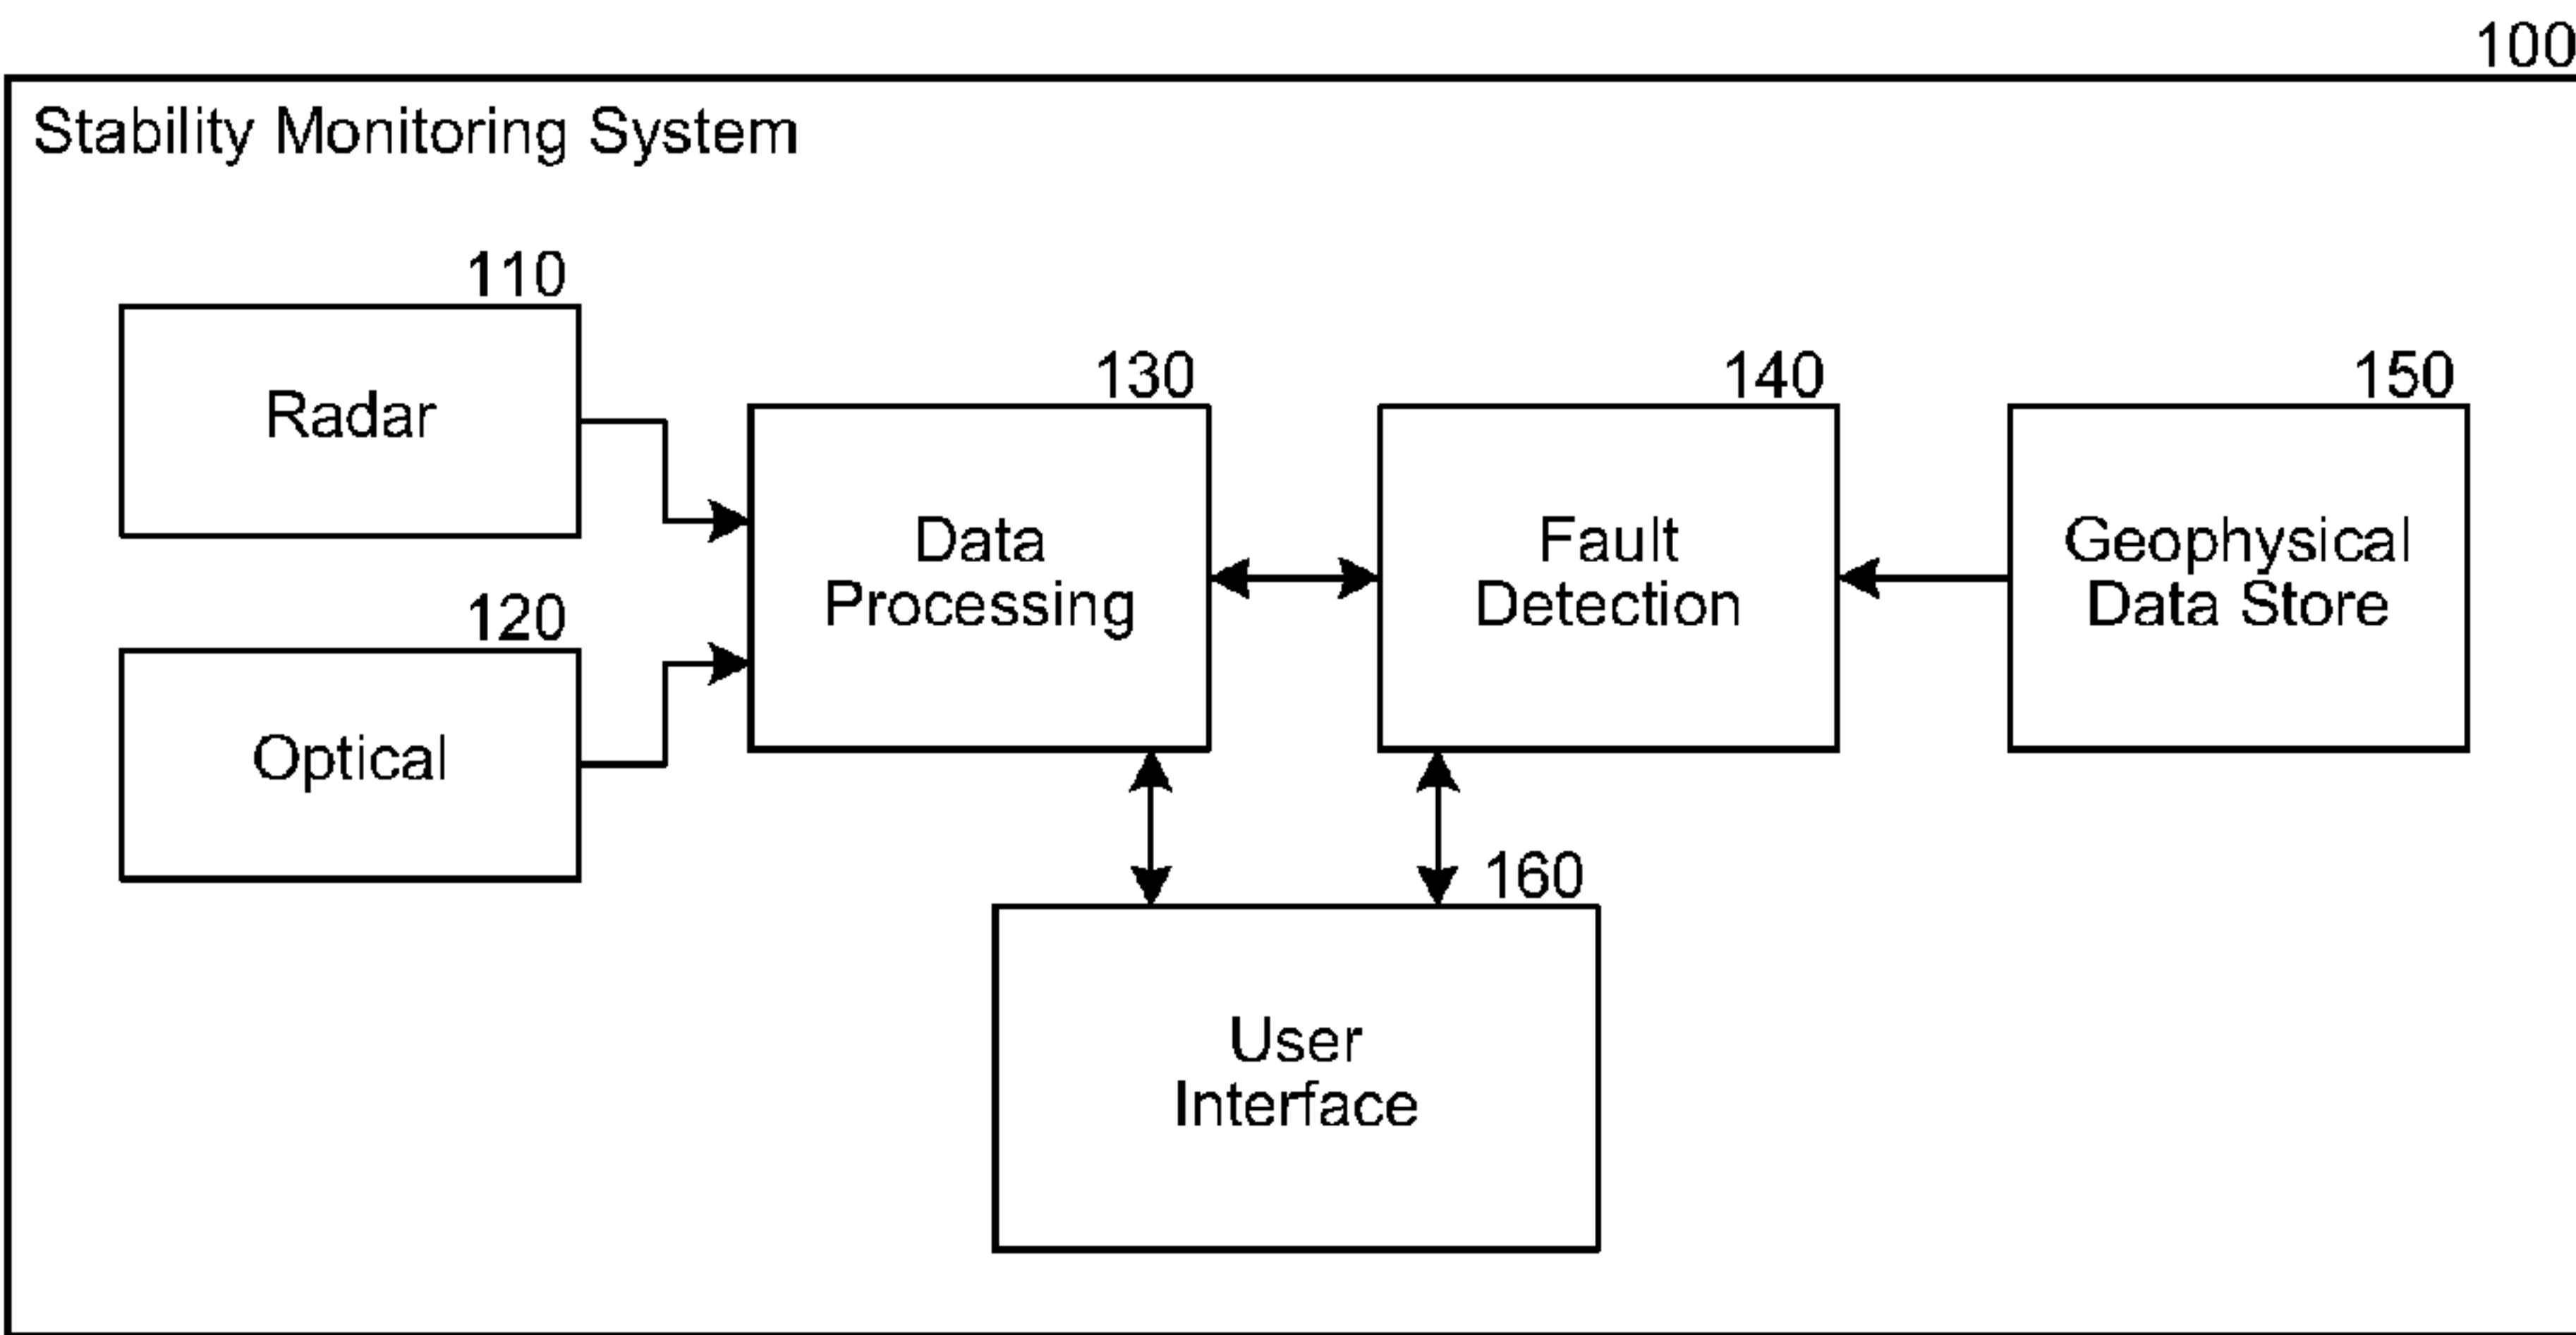 100
Stability Monitoring System
110
Radar
120
Optical
130
Data
Processing
140
Fault
Detection
150
Geophysical
Data Store
160
User
Interface